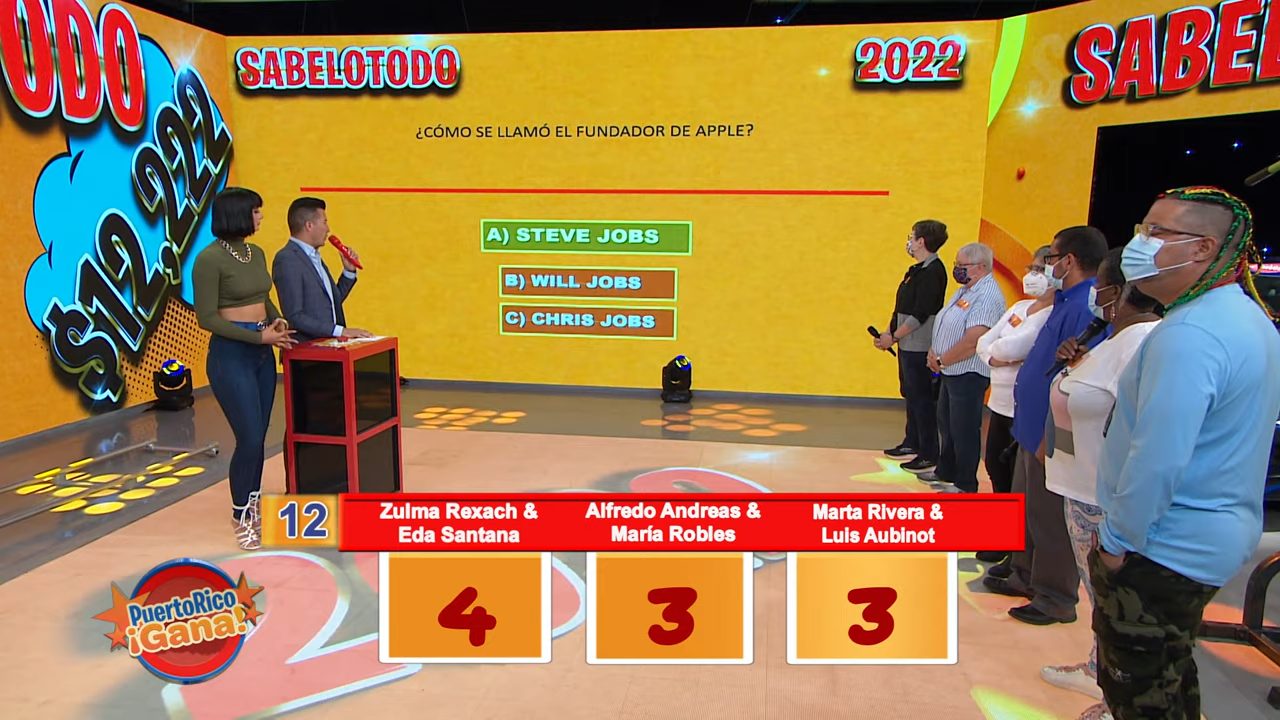 ODO
SABELOTODO
2022
SABEL
$12,222
¿CÓMO SE LLAMÓ EL FUNDADOR DE APPLE?
A) STEVE JOBS
B) WILL JOBS
C) CHRIS JOBS
12
Zulma Rexach &
Eda Santana
Alfredo Andreas &
María Robles
Marta Rivera &
Luis Aubinot
4
3
3
PuertoRico
¡Gana!